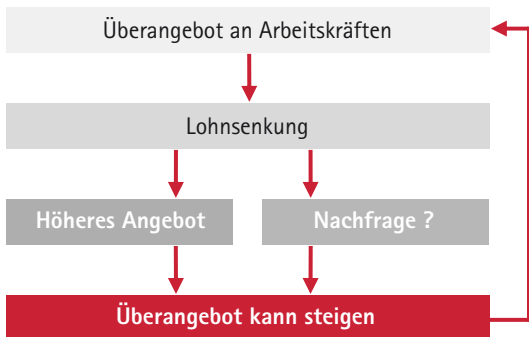 Überangebot an Arbeitskräften
Lohnsenkung
Höheres Angebot
Nachfrage ?
Überangebot kann steigen